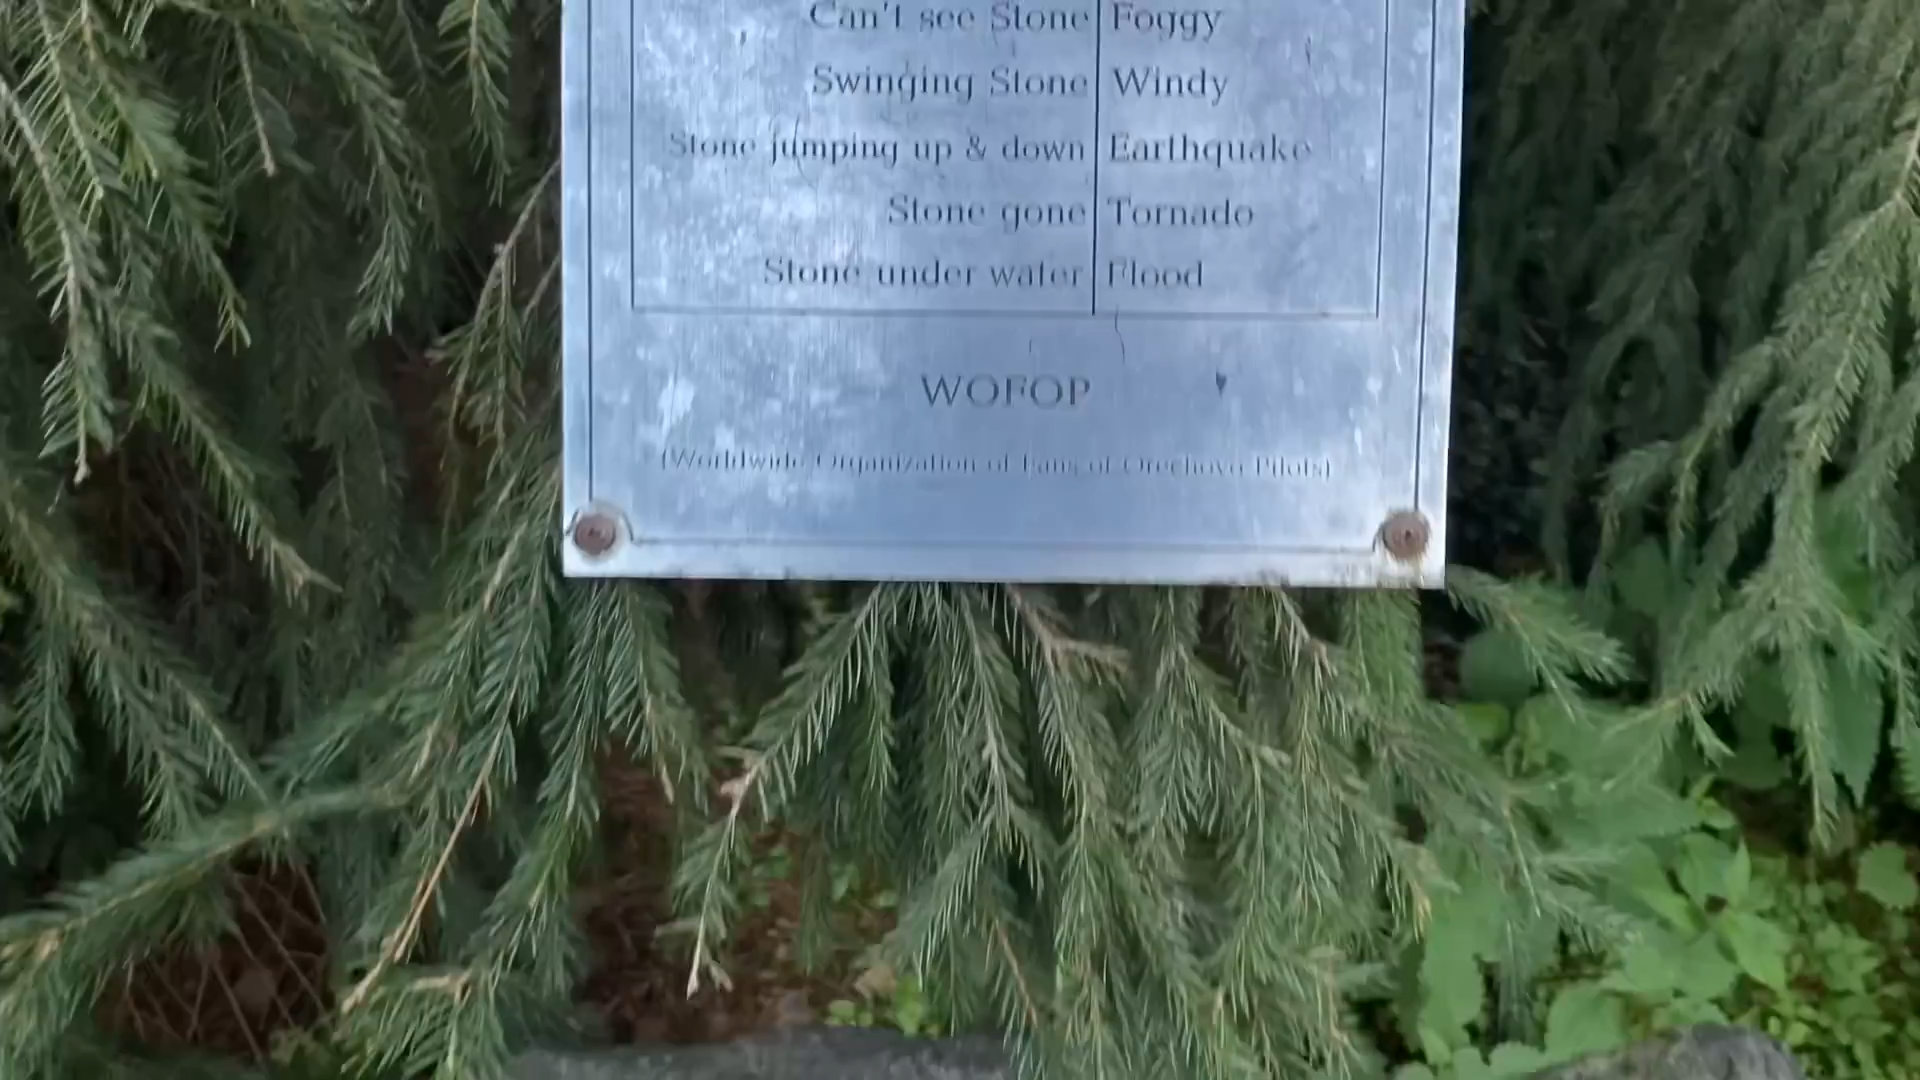 Can't see Stone Foggy
Swinging Stone Windy
Stone jumping up & down Earthquake
Stone gone Tornado
Stone under water Flood
WOFOP
(Worldwide Organization of Fans of Orechova Pilots)